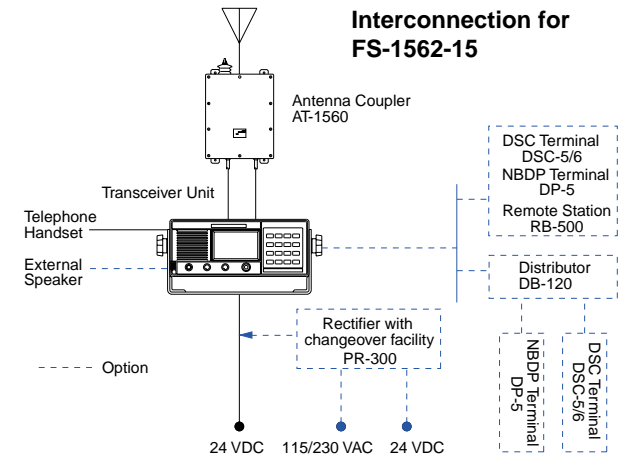 Interconnection for
FS-1562-15
Antenna Coupler
AT-1560
Transceiver Unit
Telephone
Handset
External
Speaker
DSC Terminal
DSC-5/6
NBDP Terminal
DP-5
Remote Station
RB-500
Distributor
DB-120
Rectifier with
changeover facility
PR-300
Option
NBDP Terminal
DP-5
DSC Terminal
DSC-5/6
24 VDC
115/230 VAC
24 VDC